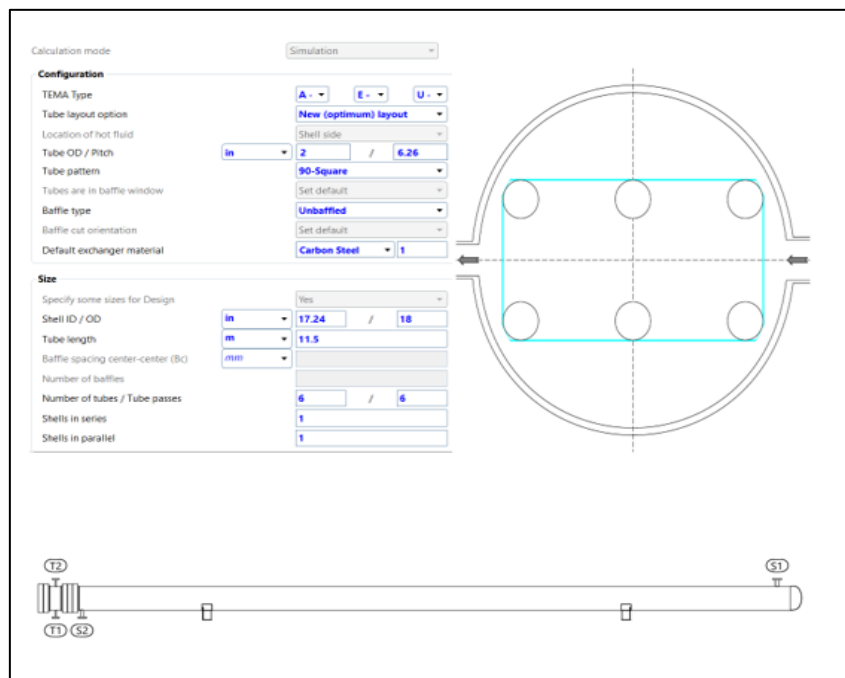 Calculation mode Simulation
Configuration
TEMA Type A - E - U -
Tube layout option New (optimum) layout
Location of hot fluid Shell side
Tube OD / Pitch in 2 / 6.26
Tube pattern 90-Square
Tubes are in baffle window Set default
Baffle type Unbaffled
Baffle cut orientation Set default
Default exchanger material Carbon Steel 1
Size
Specify some sizes for Design Yes
Shell ID / OD in 17.24 / 18
Tube length m 11.5
Baffle spacing center-center (Bc) mm
Number of baffles
Number of tubes / Tube passes 6 / 6
Shells in series 1
Shells in parallel 1
T2 S1
T1 S2